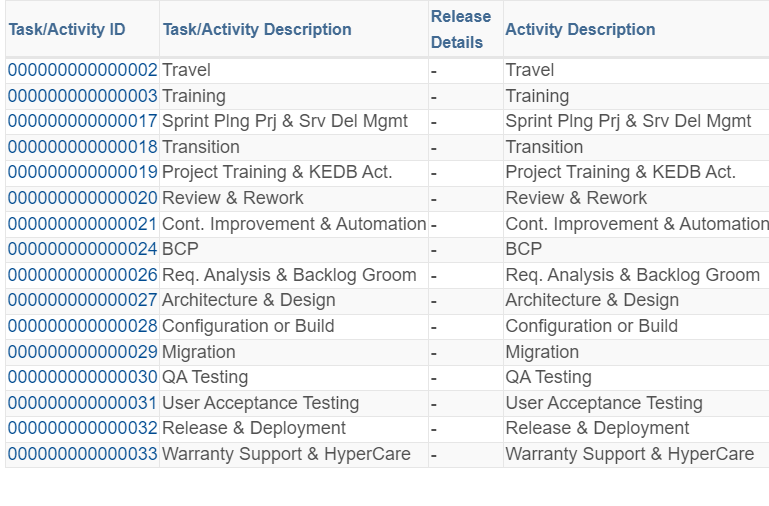 Task/Activity ID Task/Activity Description Release Details Activity Description
000000000000002 Travel - Travel
000000000000003 Training - Training
000000000000017 Sprint Plng Prj & Srv Del Mgmt - Sprint Plng Prj & Srv Del Mgmt
000000000000018 Transition - Transition
000000000000019 Project Training & KEDB Act. - Project Training & KEDB Act.
000000000000020 Review & Rework - Review & Rework
000000000000021 Cont. Improvement & Automation - Cont. Improvement & Automation
000000000000024 BCP - BCP
000000000000026 Req. Analysis & Backlog Groom - Req. Analysis & Backlog Groom
000000000000027 Architecture & Design - Architecture & Design
000000000000028 Configuration or Build - Configuration or Build
000000000000029 Migration - Migration
000000000000030 QA Testing - QA Testing
000000000000031 User Acceptance Testing - User Acceptance Testing
000000000000032 Release & Deployment - Release & Deployment
000000000000033 Warranty Support & HyperCare - Warranty Support & HyperCare